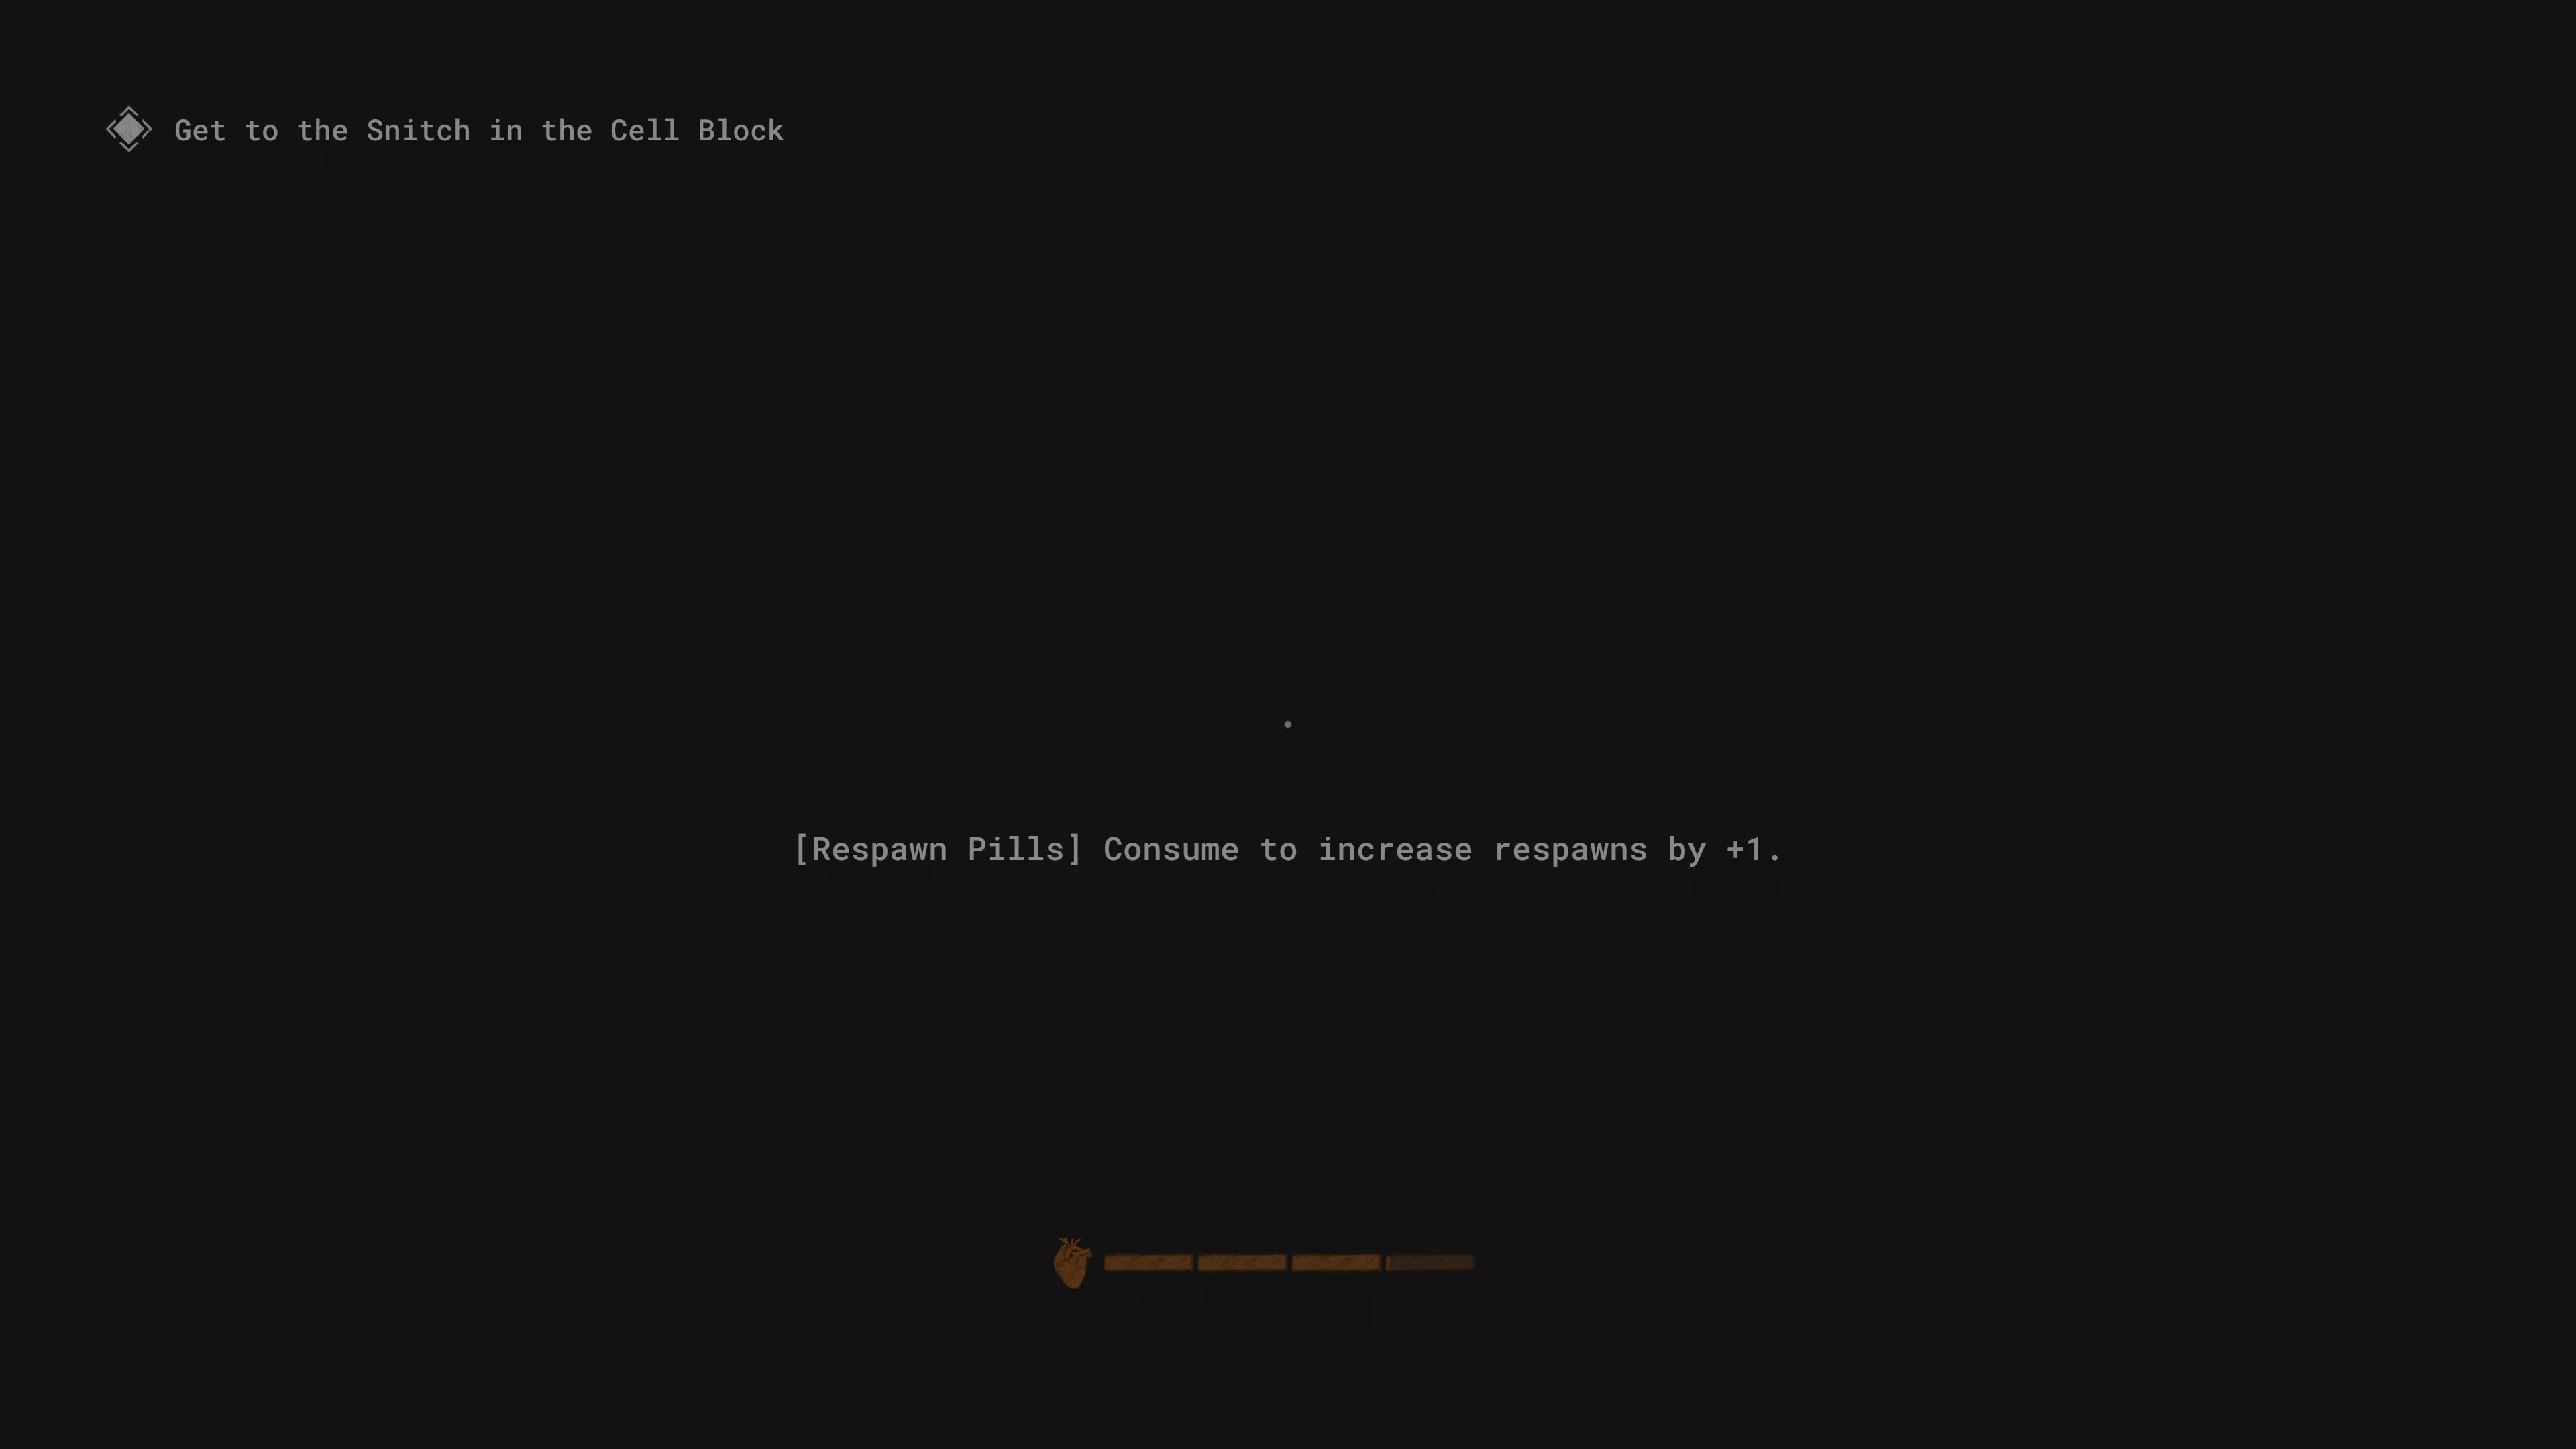 Get to the Snitch in the Cell Block
[Respawn Pills] Consume to increase respawns by +1.